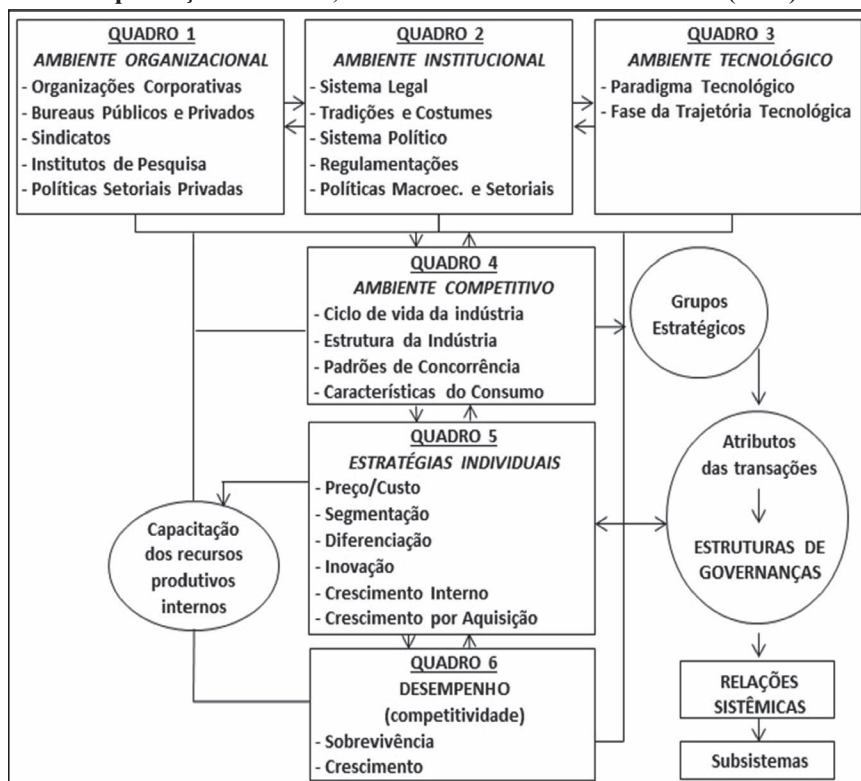 QUADRO 1
AMBIENTE ORGANIZACIONAL
- Organizações Corporativas
- Bureaus Públicos e Privados
- Sindicatos
- Institutos de Pesquisa
- Políticas Setoriais Privadas
QUADRO 2
AMBIENTE INSTITUCIONAL
- Sistema Legal
- Tradições e Costumes
- Sistema Político
- Regulamentações
- Políticas Macroec. e Setoriais
QUADRO 3
AMBIENTE TECNOLÓGICO
- Paradigma Tecnológico
- Fase da Trajetória Tecnológica
QUADRO 4
AMBIENTE COMPETITIVO
- Ciclo de vida da indústria
- Estrutura da Indústria
- Padrões de Concorrência
- Características do Consumo
Grupos
Estratégicos
QUADRO 5
ESTRATÉGIAS INDIVIDUAIS
- Preço/Custo
- Segmentação
- Diferenciação
- Inovação
- Crescimento Interno
- Crescimento por Aquisição
Atributos
das transações
ESTRUTURAS DE
GOVERNANÇAS
Capacitação
dos recursos
produtivos
internos
QUADRO 6
DESEMPENHO
(competitividade)
- Sobrevivência
- Crescimento
RELAÇÕES
SISTÊMICAS
Subsistemas